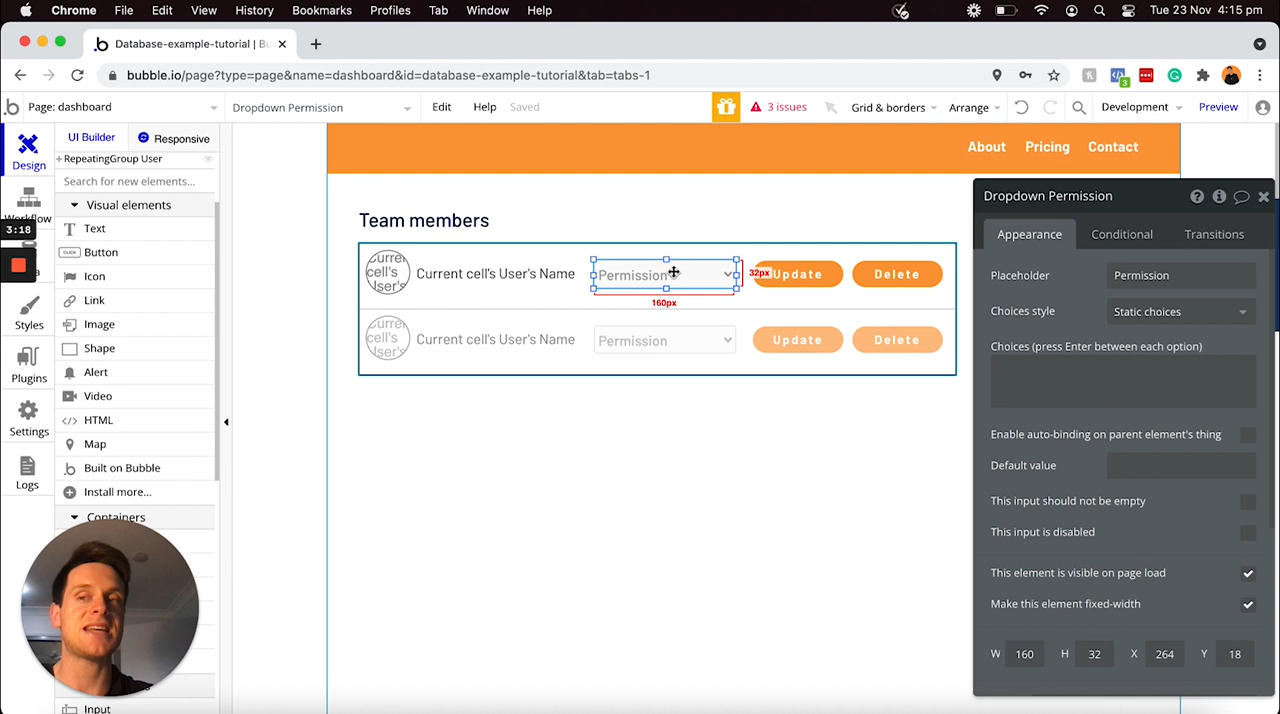 Chrome File Edit View History Bookmarks Profiles Tab Window Help Tue 23 Nov 4:15 pm
Database-example-tutorial | Bu
bubble.io/page?type=page&name=dashboard&id=database-example-tutorial&tab=tabs-1
3
Page: dashboard Dropdown Permission Edit Help Saved 3 issues Grid & borders Arrange Development Preview
Design
Workflow
3:18
Styles
Plugins
Settings
Logs
UI Builder Responsive
RepeatingGroup User
Search for new elements...
Visual elements
Text
CLICK Button
Icon
Link
Image
Shape
Alert
Video
</> HTML
Map
Built on Bubble
Install more...
Containers
Input
About Pricing Contact
Team members
Current cell's User's Current cell's User's Name Permission 32px Update Delete
160px
Current cell's User's Current cell's User's Name Permission Update Delete
Dropdown Permission
Appearance Conditional Transitions
Placeholder Permission
Choices style Static choices
Choices (press Enter between each option)
Enable auto-binding on parent element's thing
Default value
This input should not be empty
This input is disabled
This element is visible on page load
Make this element fixed-width
W 160 H 32 X 264 Y 18